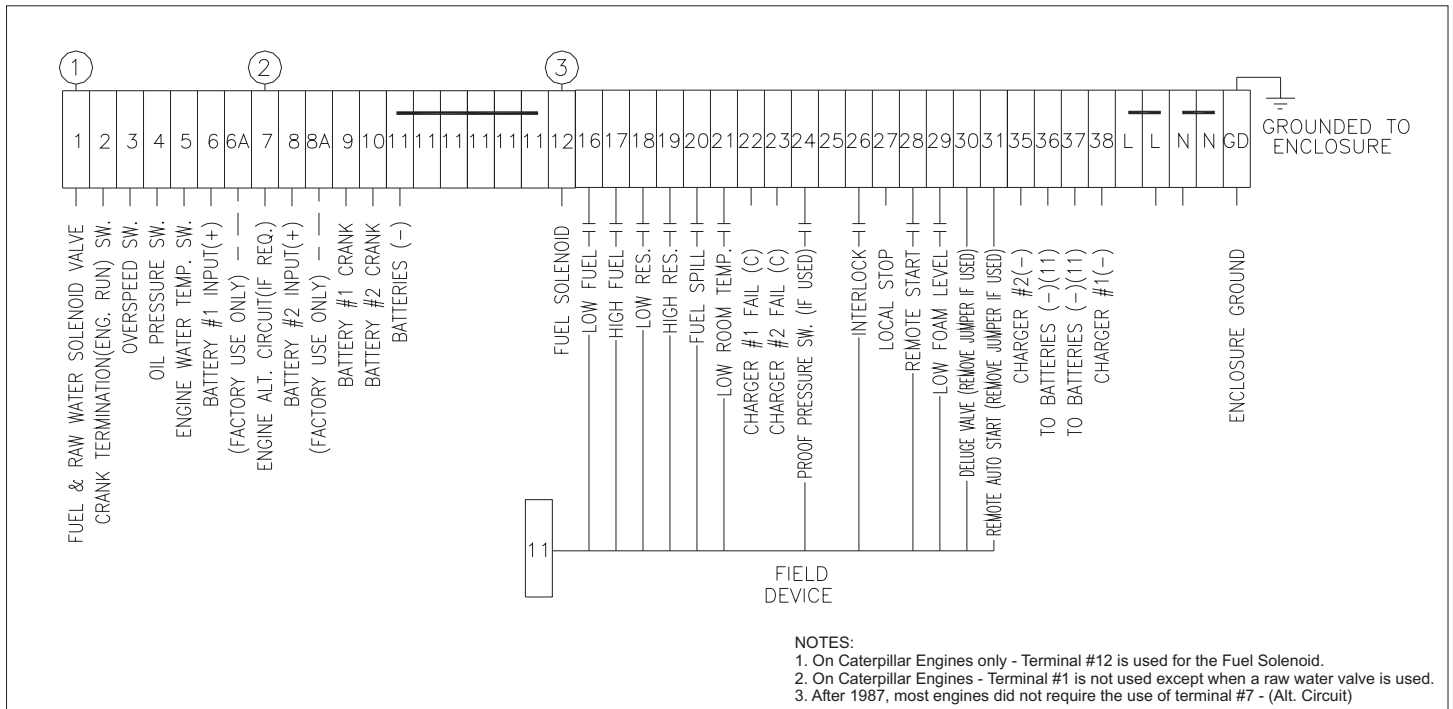 1 2 3
1 2 3 4 5 6 6A 7 8 8A 9 10 11 11 11 11 11 11 12 16 17 18 19 20 21 22 23 24 25 26 27 28 29 30 31 35 36 37 38 L L N N GD
GROUNDED TO
ENCLOSURE
FUEL & RAW WATER SOLENOID VALVE
CRANK TERMINATION(ENG. RUN) SW.
OVERSPEED SW.
OIL PRESSURE SW.
ENGINE WATER TEMP. SW.
BATTERY #1 INPUT(+)
(FACTORY USE ONLY)
ENGINE ALT. CIRCUIT(IF REQ.)
BATTERY #2 INPUT(+)
(FACTORY USE ONLY)
BATTERY #1 CRANK
BATTERY #2 CRANK
BATTERIES (-)
FUEL SOLENOID
LOW FUEL
HIGH FUEL
LOW RES.
HIGH RES.
FUEL SPILL
LOW ROOM TEMP.
CHARGER #1 FAIL (C)
CHARGER #2 FAIL (C)
PROOF PRESSURE SW. (IF USED)
INTERLOCK
LOCAL STOP
REMOTE START
LOW FOAM LEVEL
DELUGE VALVE (REMOVE JUMPER IF USED)
REMOTE AUTO START (REMOVE JUMPER IF USED)
CHARGER #2(-)
TO BATTERIES (-)(11)
TO BATTERIES (-)(11)
CHARGER #1(-)
ENCLOSURE GROUND
11
FIELD
DEVICE
NOTES:
1. On Caterpillar Engines only - Terminal #12 is used for the Fuel Solenoid.
2. On Caterpillar Engines - Terminal #1 is not used except when a raw water valve is used.
3. After 1987, most engines did not require the use of terminal #7 - (Alt. Circuit)